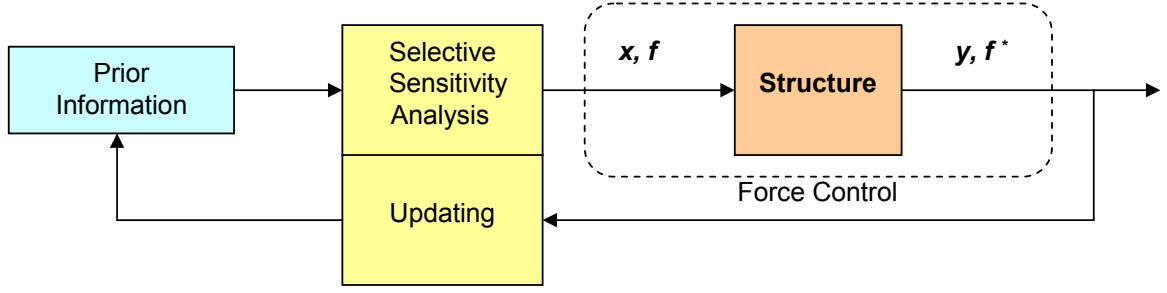 Prior
Information
Selective
Sensitivity
Analysis
x, f
Structure
y, f *
Force Control
Updating